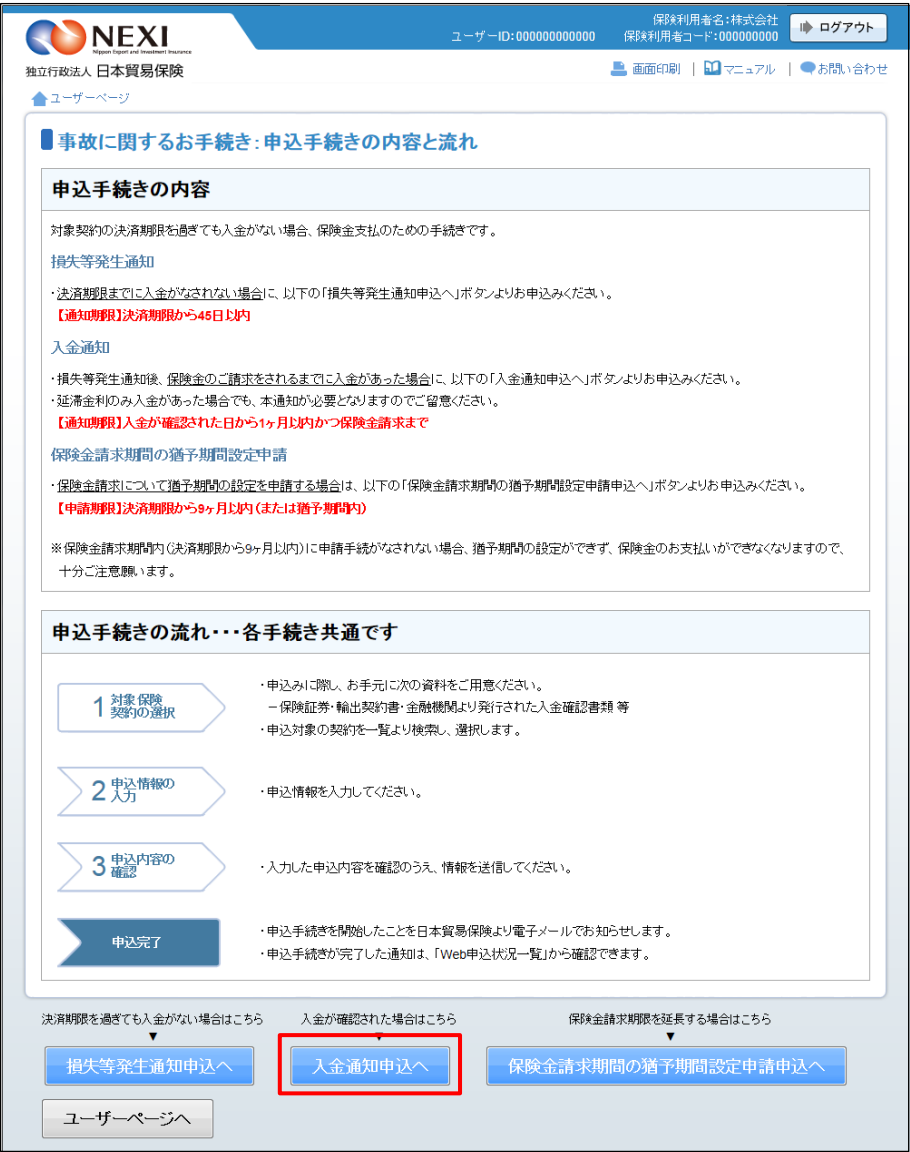 NEXI
Nippon Export and Investment Insurance
独立行政法人 日本貿易保険
ユーザーID:000000000000
保険利用者名:株式会社
保険利用者コード:000000000
ログアウト
画面印刷 | マニュアル | お問い合わせ
ユーザーページ
事故に関するお手続き:申込手続きの内容と流れ
申込手続きの内容
対象契約の決済期限を過ぎても入金がない場合、保険金支払のための手続きです。
損失等発生通知
・決済期限までに入金がなされない場合に、以下の「損失等発生通知申込へ」ボタンよりお申込みください。
【通知期限】決済期限から45日以内
入金通知
・損失等発生通知後、保険金のご請求をされるまでに入金があった場合に、以下の「入金通知申込へ」ボタンよりお申込みください。
・延滞金利のみ入金があった場合でも、本通知が必要となりますのでご留意ください。
【通知期限】入金が確認された日から1ヶ月以内かつ保険金請求まで
保険金請求期間の猶予期間設定申請
・保険金請求について猶予期間の設定を申請する場合は、以下の「保険金請求期間の猶予期間設定申請申込へ」ボタンよりお申込みください。
【申請期限】決済期限から9ヶ月以内(または猶予期間内)
※保険金請求期間内(決済期限から9ヶ月以内)に申請手続がなされない場合、猶予期間の設定ができず、保険金のお支払いができなくなりますので、
十分ご注意願います。
申込手続きの流れ・・・各手続き共通です
1 対象保険
契約の選択
・申込みに際し、お手元に次の資料をご用意ください。
－保険証券・輸出契約書・金融機関より発行された入金確認書類 等
・申込対象の契約を一覧より検索し、選択します。
2 申込情報の
入力
・申込情報を入力してください。
3 申込内容の
確認
・入力した申込内容を確認のうえ、情報を送信してください。
申込完了
・申込手続きを開始したことを日本貿易保険より電子メールでお知らせします。
・申込手続きが完了した通知は、「Web申込状況一覧」から確認できます。
決済期限を過ぎても入金がない場合はこちら
▼
損失等発生通知申込へ
入金が確認された場合はこちら
▼
入金通知申込へ
保険金請求期限を延長する場合はこちら
▼
保険金請求期間の猶予期間設定申請申込へ
ユーザーページへ